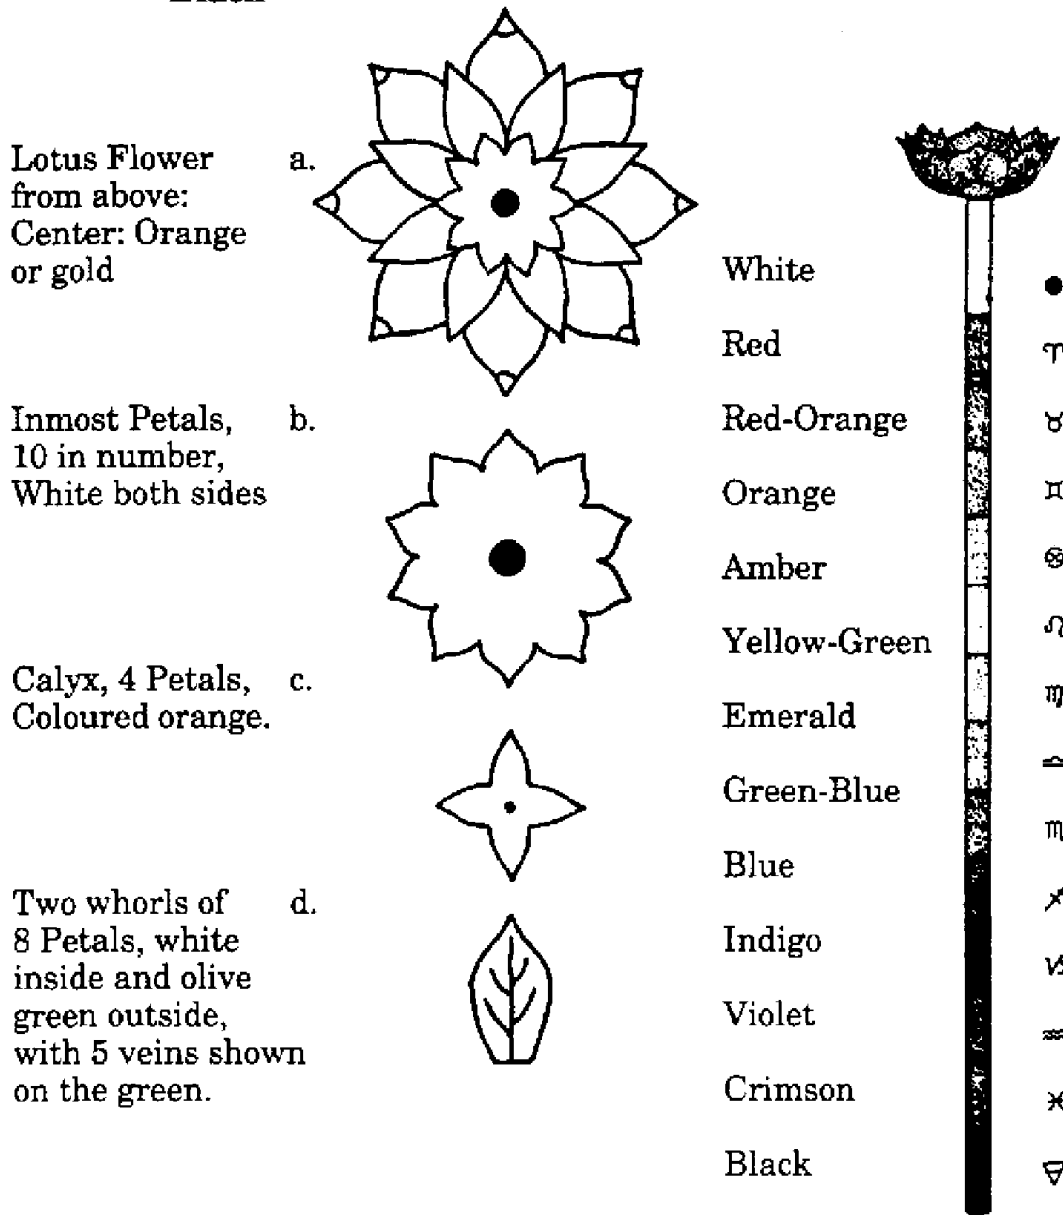 Lotus Flower a.
from above:
Center: Orange
or gold
Inmost Petals, b.
10 in number,
White both sides
Calyx, 4 Petals, c.
Coloured orange.
Two whorls of d.
8 Petals, white
inside and olive
green outside,
with 5 veins shown
on the green.
White
Red ♈
Red-Orange ♉
Orange ♊
Amber
Yellow-Green ♌
Emerald ♍
Green-Blue ♎
Blue ♏
Indigo ♐
Violet ♑
Crimson ♒
Black ♓